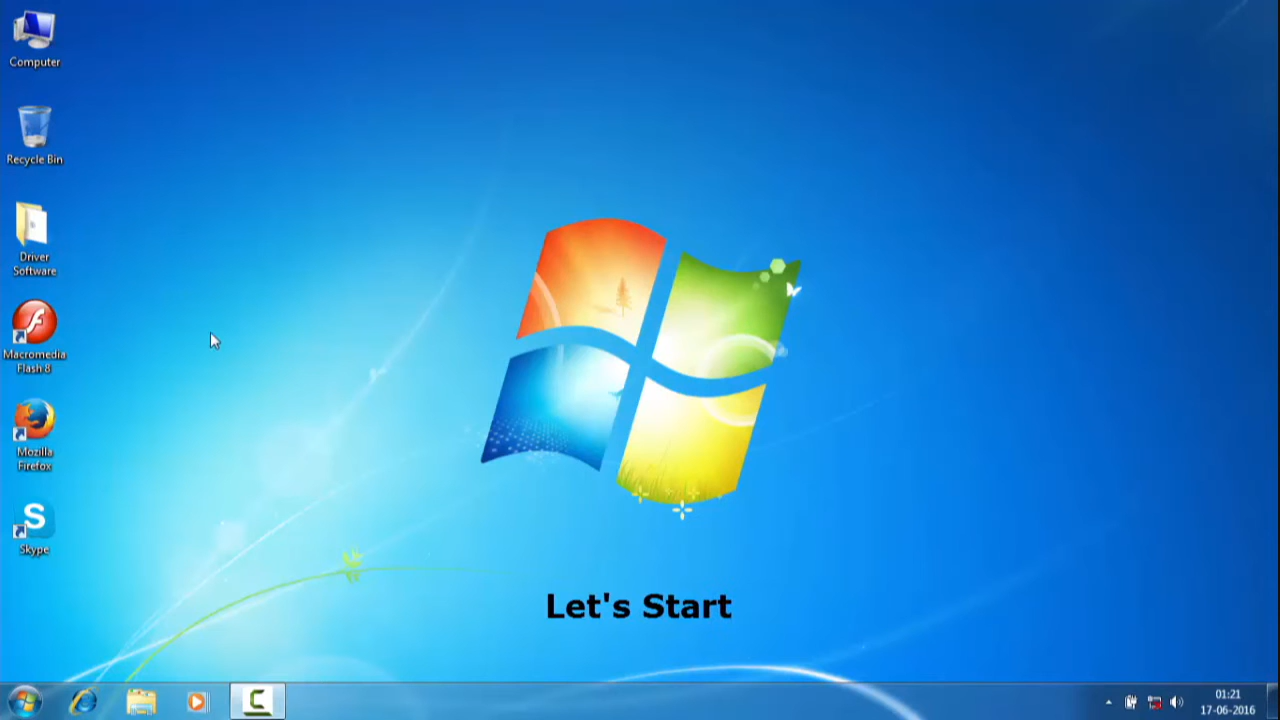 Computer
Recycle Bin
Driver
Software
Macromedia
Flash 8
Mozilla
Firefox
S
Skype
Let's Start
01:21
17-06-2016